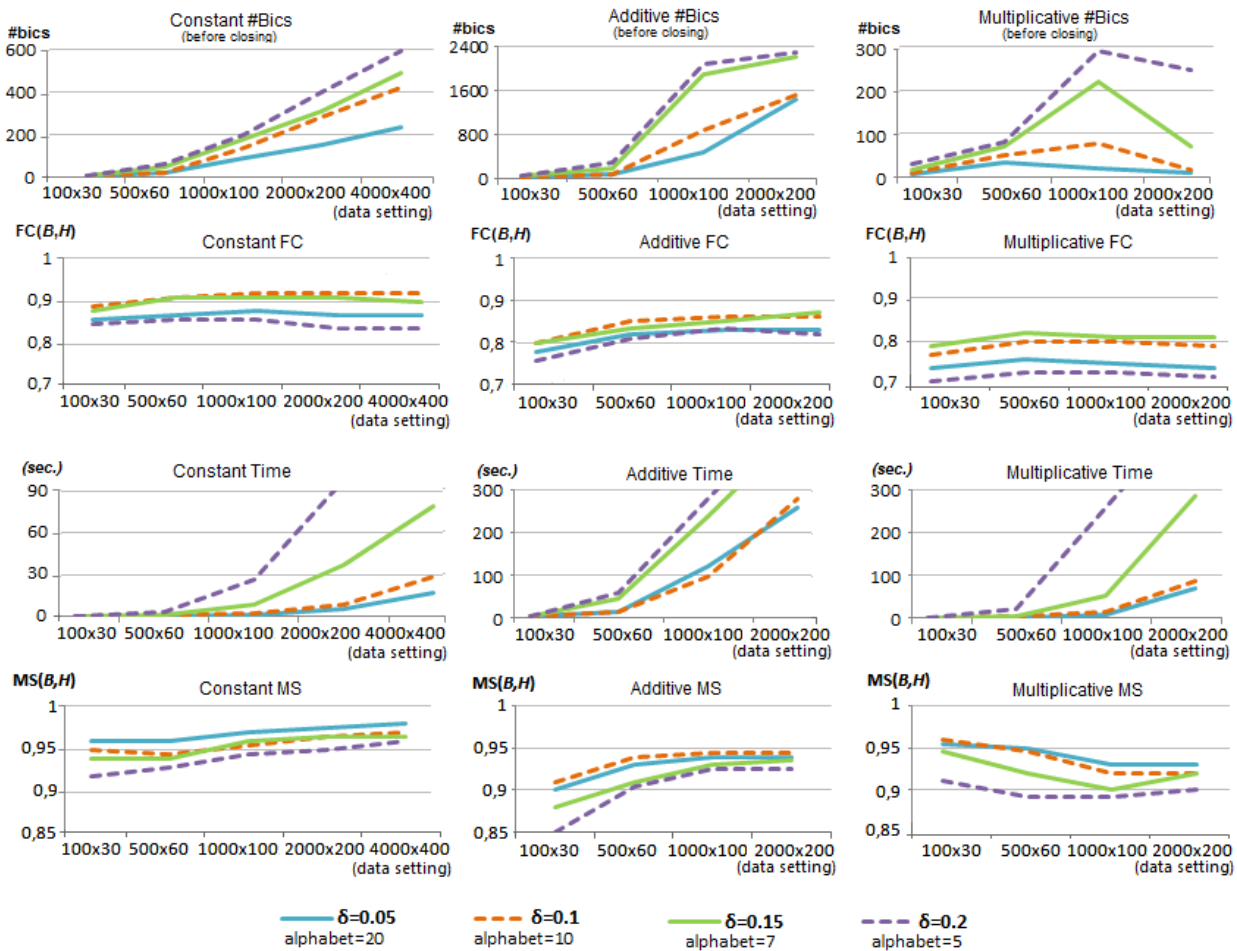 Constant #Bics
(before closing)
#bics
600
400
200
0
100x30 500x60 1000x100 2000x200 4000x400
(data setting)
Additive #Bics
(before closing)
#bics
2400
1600
800
0
100x30 500x60 1000x100 2000x200
(data setting)
Multiplicative #Bics
(before closing)
#bics
300
200
100
0
100x30 500x60 1000x100 2000x200
(data setting)
FC(B,H)
Constant FC
1
0,9
0,8
0,7
100x30 500x60 1000x100 2000x200 4000x400
(data setting)
FC(B,H)
Additive FC
1
0,9
0,8
0,7
100x30 500x60 1000x100 2000x200
(data setting)
FC(B,H)
Multiplicative FC
1
0,9
0,8
0,7
100x30 500x60 1000x100 2000x200
(data setting)
(sec.)
Constant Time
90
60
30
0
100x30 500x60 1000x100 2000x200 4000x400
(data setting)
(sec.)
Additive Time
300
200
100
0
100x30 500x60 1000x100 2000x200
(data setting)
(sec.)
Multiplicative Time
300
200
100
0
100x30 500x60 1000x100 2000x200
(data setting)
MS(B,H)
Constant MS
1
0,95
0,9
0,85
100x30 500x60 1000x100 2000x200 4000x400
(data setting)
MS(B,H)
Additive MS
1
0,95
0,9
0,85
100x30 500x60 1000x100 2000x200
(data setting)
MS(B,H)
Multiplicative MS
1
0,95
0,9
0,85
100x30 500x60 1000x100 2000x200
(data setting)
δ=0.05
alphabet=20
δ=0.1
alphabet=10
δ=0.15
alphabet=7
δ=0.2
alphabet=5